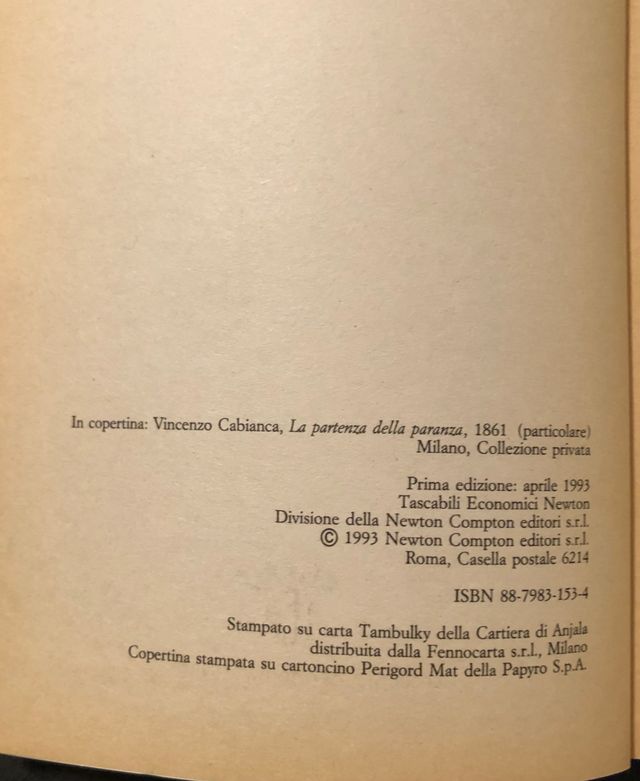 In copertina: Vincenzo Cabianca, La partenza della paranza, 1861 (particolare)
Milano, Collezione privata
Prima edizione: aprile 1993
Tascabili Economici Newton
Divisione della Newton Compton editori s.r.l.
© 1993 Newton Compton editori s.r.l.
Roma, Casella postale 6214
ISBN 88-7983-153-4
Stampato su carta Tambulky della Cartiera di Anjala
distribuita dalla Fennocarta s.r.l., Milano
Copertina stampata su cartoncino Perigord Mat della Papyro S.p.A.